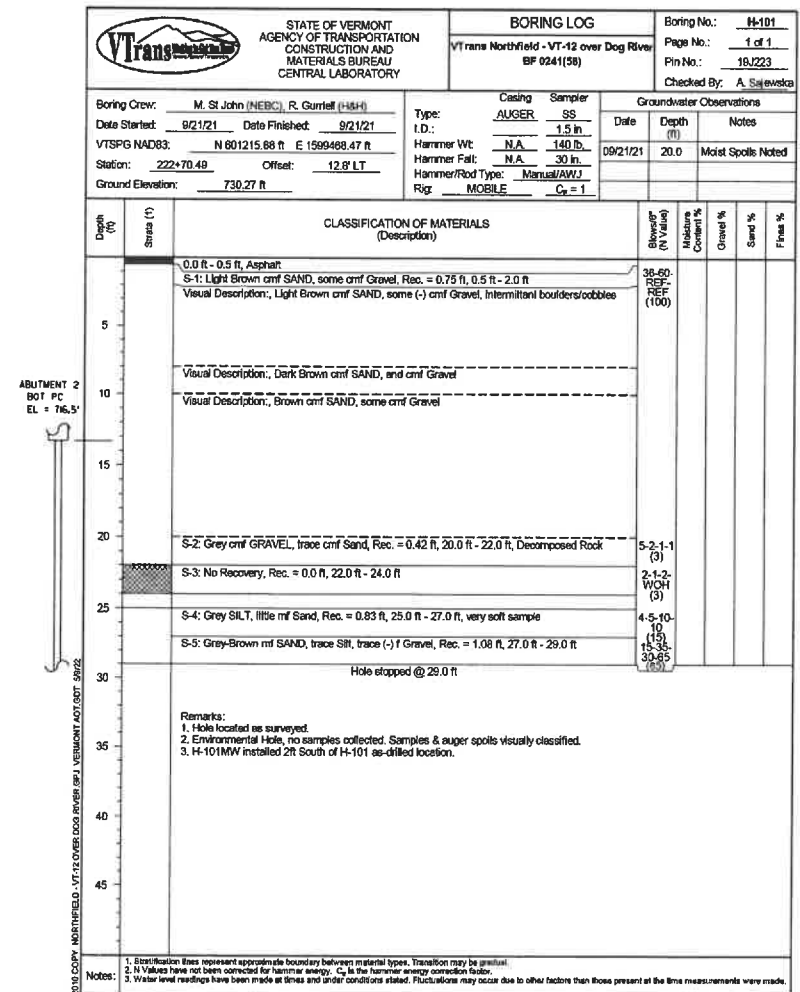 VTrans
STATE OF VERMONT
AGENCY OF TRANSPORTATION
CONSTRUCTION AND
MATERIALS BUREAU
CENTRAL LABORATORY
BORING LOG
VTrans Northfield - VT-12 over Dog River
BF 0241(58)
Boring No.: H-101
Page No.: 1 of 1
Pin No.: 19J223
Checked By: A. Sajewska
Boring Crew: M. St John (NEBC), R. Gurriell (H&H)
Date Started: 9/21/21 Date Finished: 9/21/21
VTSPG NAD83: N 601215.68 ft E 1599468.47 ft
Station: 222+70.49 Offset: 12.8' LT
Ground Elevation: 730.27 ft
Casing Sampler
Type: AUGER SS
I.D.: 1.5 in
Hammer Wt: N.A. 140 lb.
Hammer Fall: N.A. 30 in.
Hammer/Rod Type: Manual/AWJ
Rig: MOBILE CE = 1
Groundwater Observations
Date Depth (ft) Notes
09/21/21 20.0 Moist Spoils Noted
Depth (ft)
Strata (1)
CLASSIFICATION OF MATERIALS
(Description)
Blows/6" (N Value)
Moisture Content %
Gravel %
Sand %
Fines %
0.0 ft - 0.5 ft, Asphalt
S-1: Light Brown cmf SAND, some cmf Gravel, Rec. = 0.75 ft, 0.5 ft - 2.0 ft
36-60-
REF-
REF
(100)
Visual Description:, Light Brown cmf SAND, some (-) cmf Gravel, Intermittant boulders/cobbles
5
Visual Description:, Dark Brown cmf SAND, and cmf Gravel
ABUTMENT 2
BOT PC
EL = 716.5'
10
Visual Description:, Brown cmf SAND, some cmf Gravel
15
20
S-2: Grey cmf GRAVEL, trace cmf Sand, Rec. = 0.42 ft, 20.0 ft - 22.0 ft, Decomposed Rock
5-2-1-1
(3)
S-3: No Recovery, Rec. = 0.0 ft, 22.0 ft - 24.0 ft
2-1-2-
WOH
(3)
25
S-4: Grey SILT, little mf Sand, Rec. = 0.83 ft, 25.0 ft - 27.0 ft, very soft sample
4-5-10-
10
(15)
S-5: Grey-Brown mf SAND, trace Silt, trace (-) f Gravel, Rec. = 1.08 ft, 27.0 ft - 29.0 ft
15-35-
30-65
(65)
Hole stopped @ 29.0 ft
30
Remarks:
1. Hole located as surveyed.
2. Environmental Hole, no samples collected. Samples & auger spoils visually classified.
3. H-101MW installed 2ft South of H-101 as-drilled location.
35
40
45
2010 COPY NORTHFIELD - VT-12 OVER DOG RIVER.GPJ VERMONT AOT.GDT 5/9/22
Notes:
1. Stratification lines represent approximate boundary between material types. Transition may be gradual.
2. N Values have not been corrected for hammer energy. CE is the hammer energy correction factor.
3. Water level readings have been made at times and under conditions stated. Fluctuations may occur due to other factors than those present at the time measurements were made.